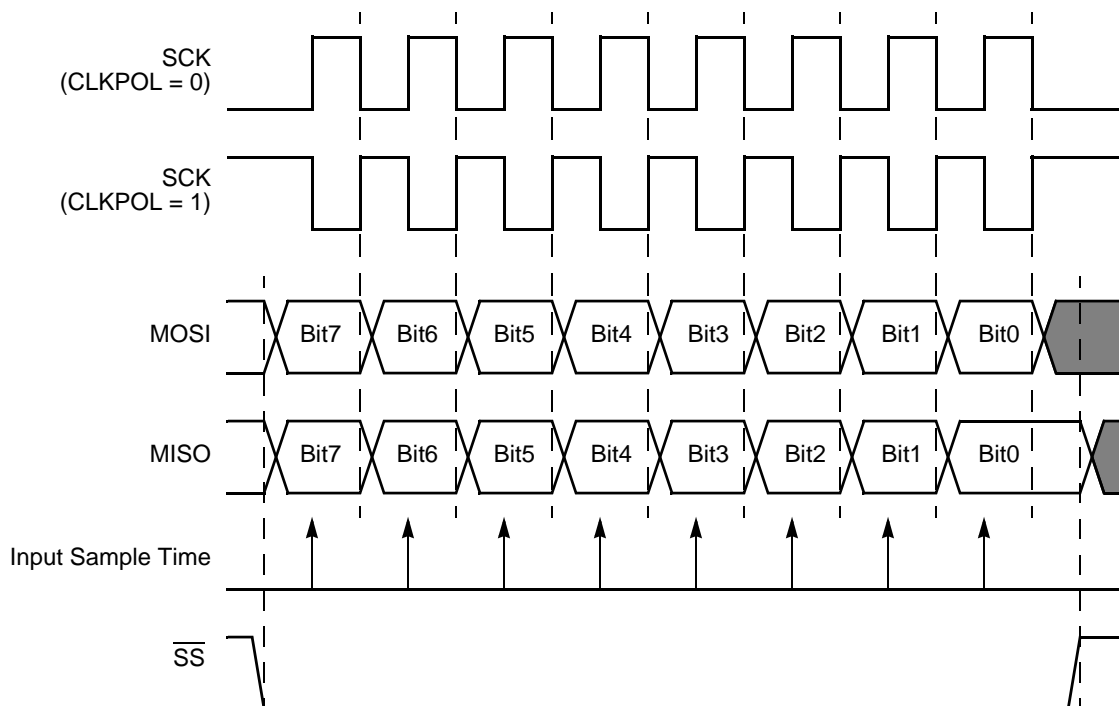 SCK
(CLKPOL = 0)
SCK
(CLKPOL = 1)
MOSI
Bit7 Bit6 Bit5 Bit4 Bit3 Bit2 Bit1 Bit0
MISO
Bit7 Bit6 Bit5 Bit4 Bit3 Bit2 Bit1 Bit0
Input Sample Time
SS